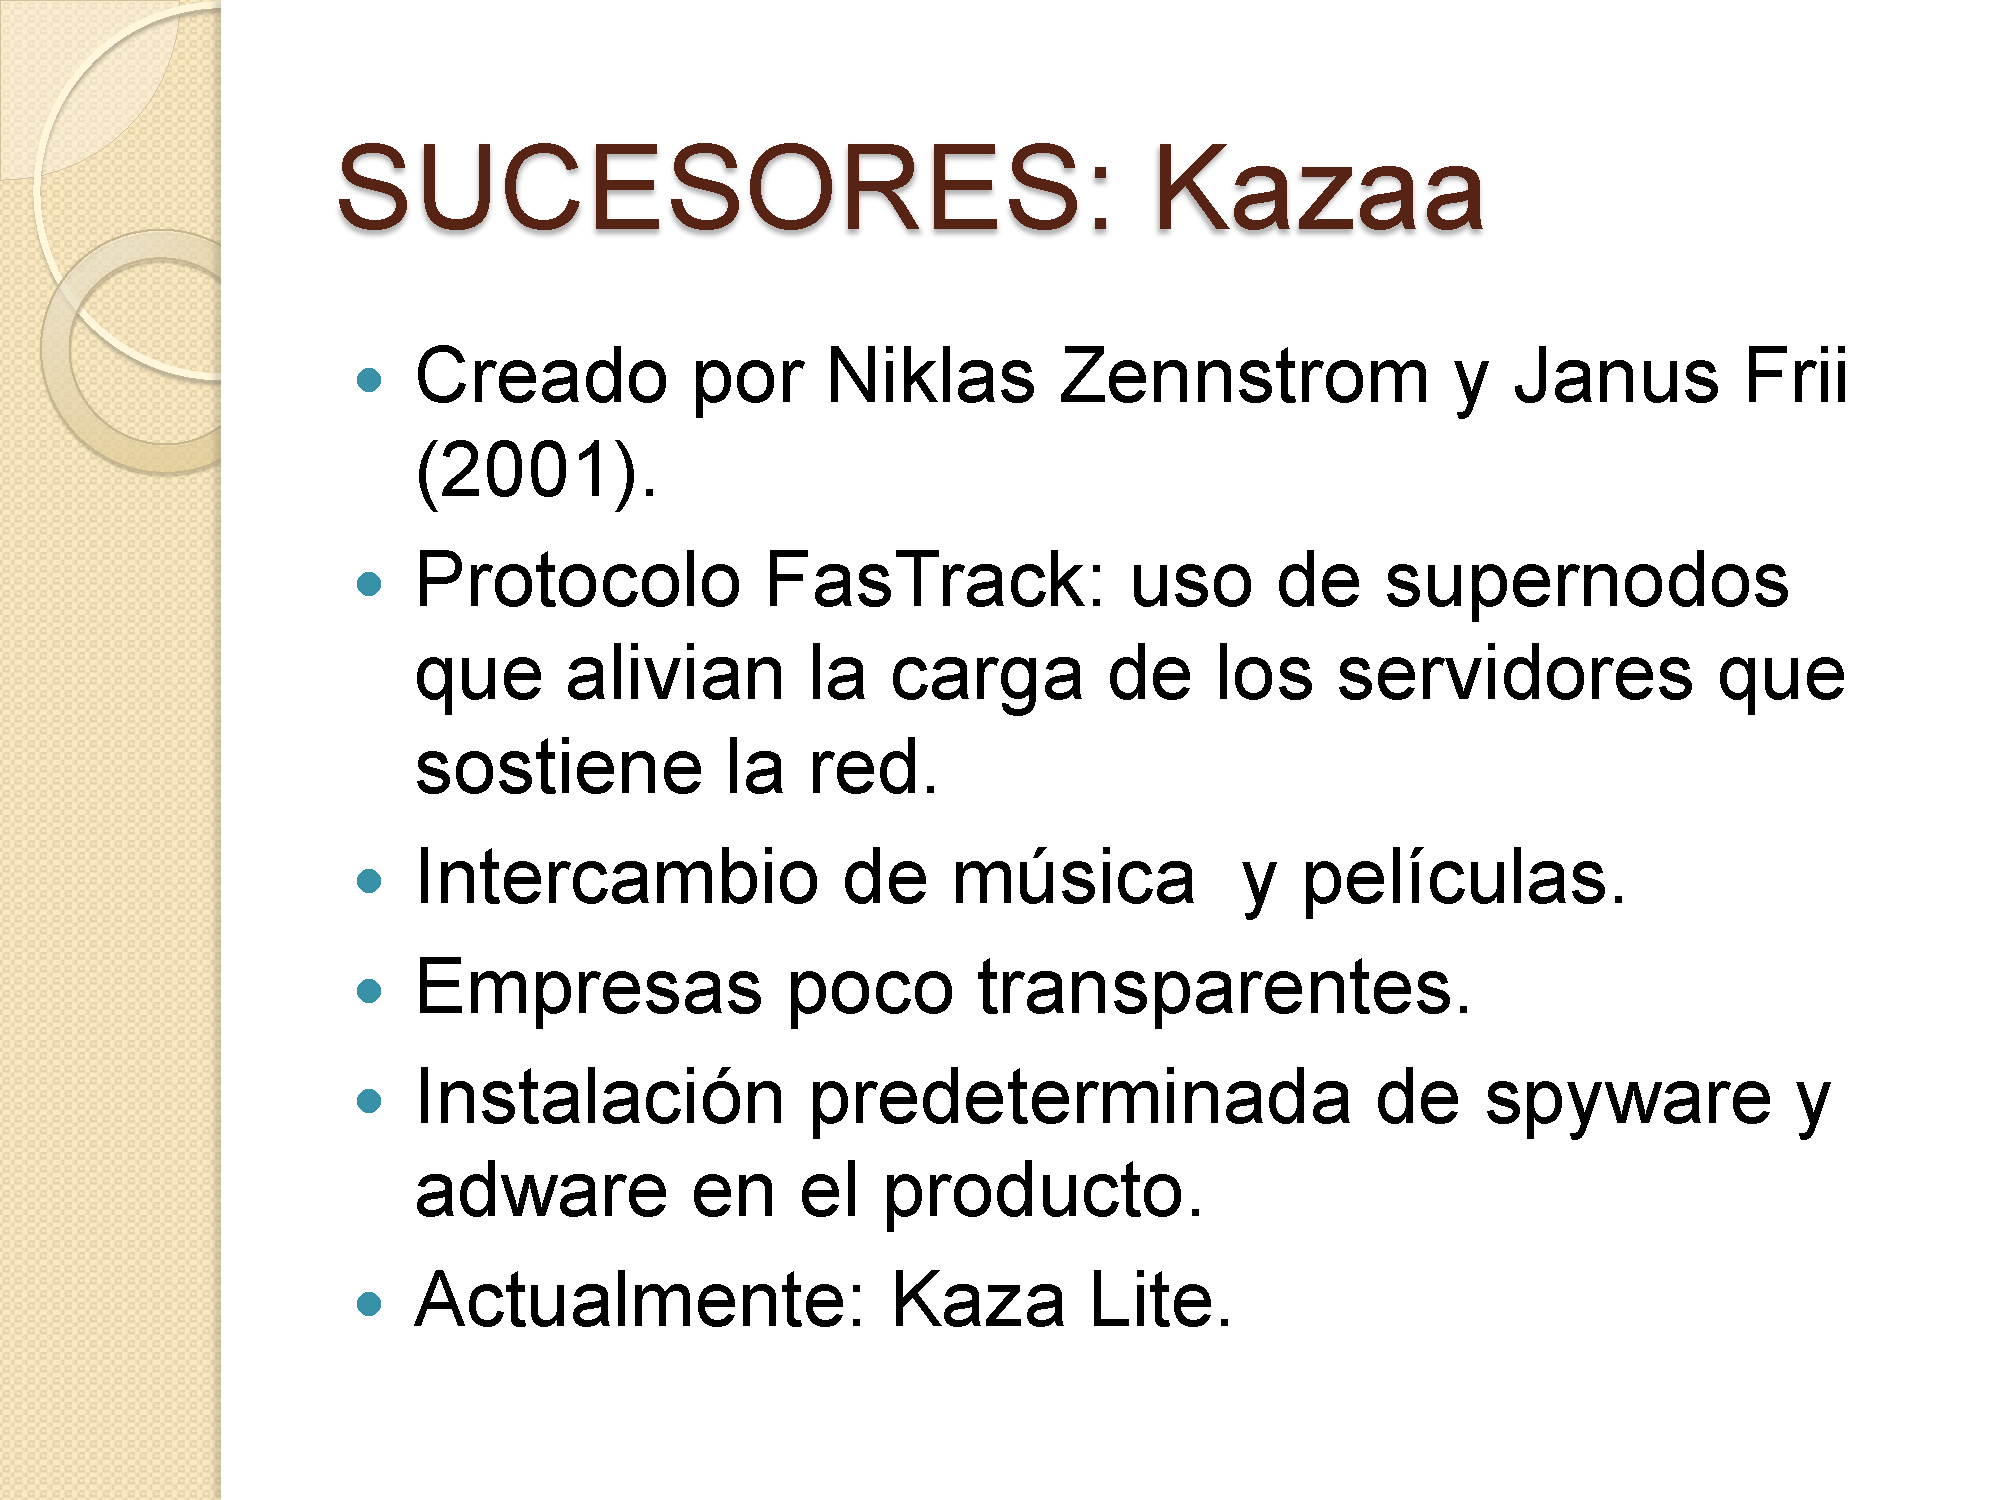 SUCESORES: Kazaa
Creado por Niklas Zennstrom y Janus Frii
(2001).
Protocolo FasTrack: uso de supernodos
que alivian la carga de los servidores que
sostiene la red.
Intercambio de música  y películas.
Empresas poco transparentes.
Instalación predeterminada de spyware y
adware en el producto.
Actualmente: Kaza Lite.